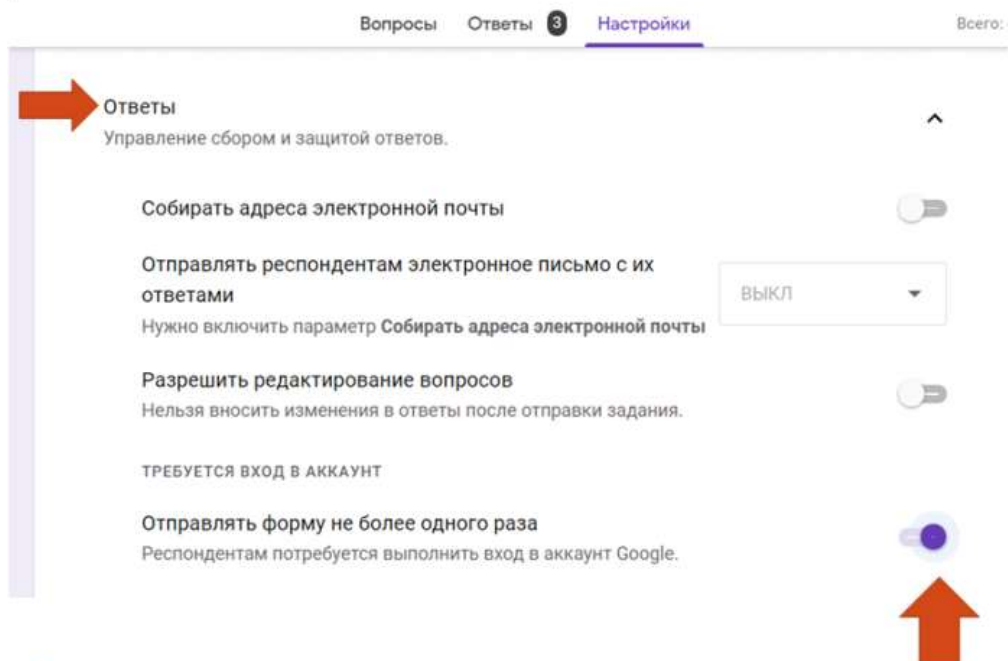 Вопросы Ответы 3 Настройки Всего:
Ответы
Управление сбором и защитой ответов.
Собирать адреса электронной почты
Отправлять респондентам электронное письмо с их
ответами
ВЫКЛ
Нужно включить параметр Собирать адреса электронной почты
Разрешить редактирование вопросов
Нельзя вносить изменения в ответы после отправки задания.
ТРЕБУЕТСЯ ВХОД В АККАУНТ
Отправлять форму не более одного раза
Респондентам потребуется выполнить вход в аккаунт Google.